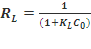 R_L = 1 / (1+K_L C_0)